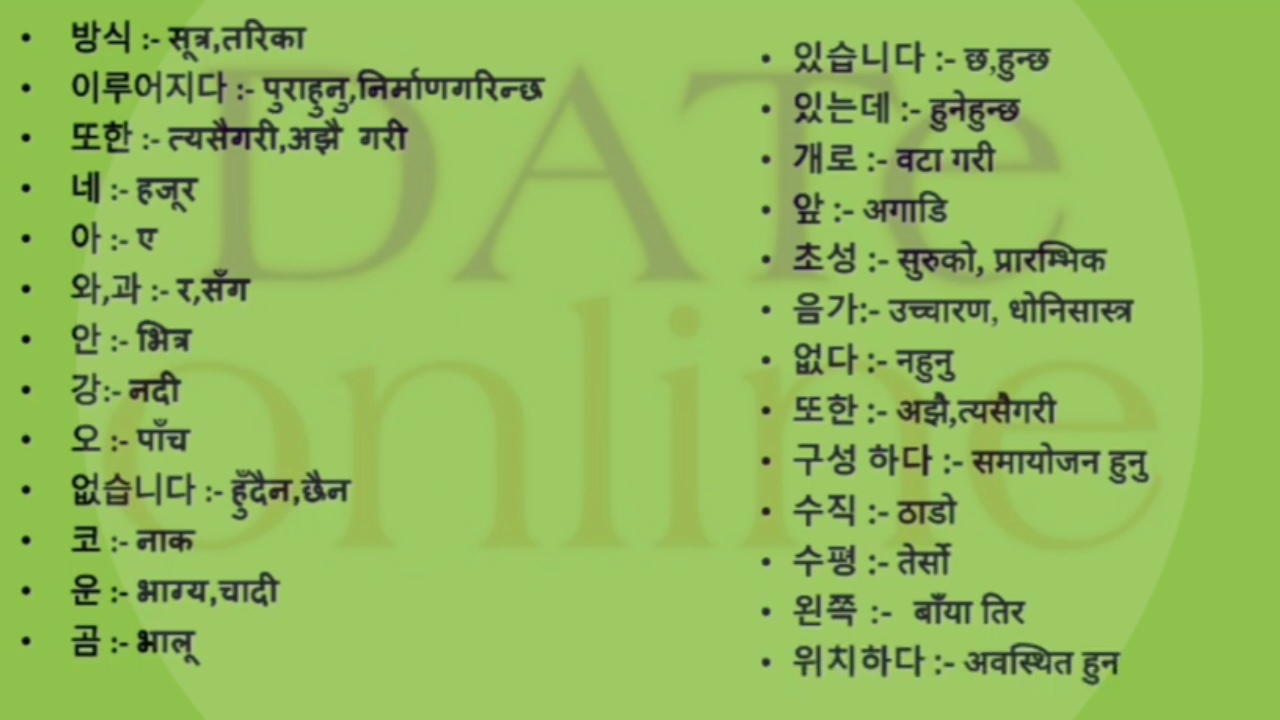 • 방식 :- सूत्र,तरिका
• 이루어지다 :- पुराहुनु,निर्माणगरिन्छ
• 또한 :- त्यसैगरी,अझै गरी
• 네 :- हजूर
• 아 :- ए
• 와,과 :- र,सँग
• 안 :- भित्र
• 강:- नदी
• 오 :- पाँच
• 없습니다 :- हुँदैन,छैन
• 코 :- नाक
• 운 :- भाग्य,चादी
• 곰 :- भालू
• 있습니다 :- छ,हुन्छ
• 있는데 :- हुनेहुन्छ
• 개로 :- वटा गरी
• 앞 :- अगाडि
• 초성 :- सुरुको, प्रारम्भिक
• 음가:- उच्चारण, धोनिसास्त्र
• 없다 :- नहुनु
• 또한 :- अझै,त्यसैगरी
• 구성 하다 :- समायोजन हुनु
• 수직 :- ठाडो
• 수평 :- तेर्सो
• 왼쪽 :- बाँया तिर
• 위치하다 :- अवस्थित हुन
DATe
online